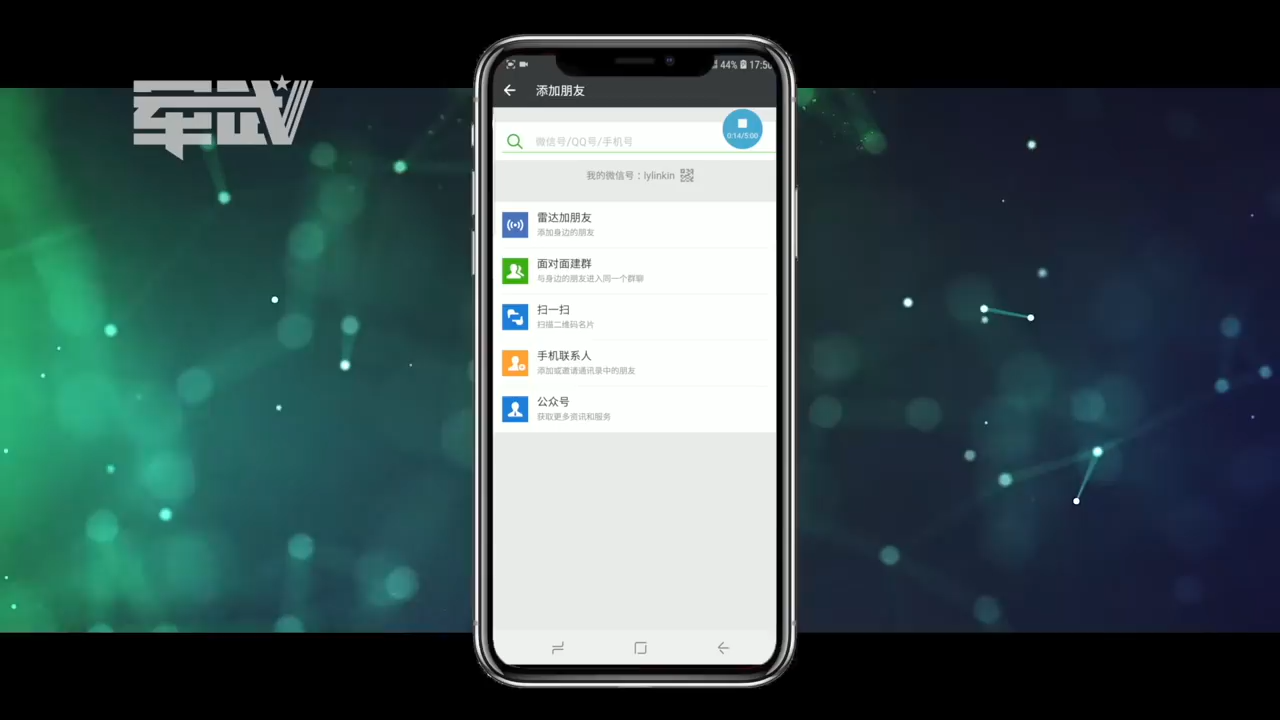 军武
44% 17:50
添加朋友
0:14/5:00
微信号/QQ号/手机号
我的微信号：lylinkin
雷达加朋友
添加身边的朋友
面对面建群
与身边的朋友进入同一个群聊
扫一扫
扫描二维码名片
手机联系人
添加或邀请通讯录中的朋友
公众号
获取更多资讯和服务